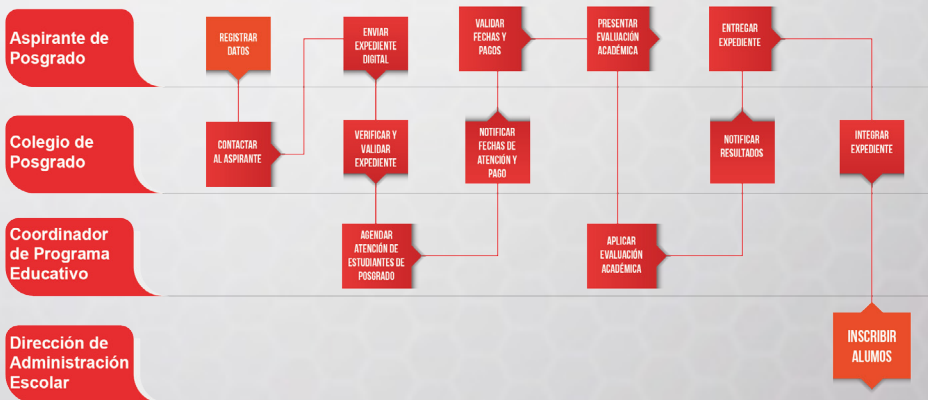 Aspirante de
Posgrado
REGISTRAR
DATOS
ENVIAR
EXPEDIENTE
DIGITAL
VALIDAR
FECHAS Y
PAGOS
PRESENTAR
EVALUACIÓN
ACADÉMICA
ENTREGAR
EXPEDIENTE
Colegio de
Posgrado
CONTACTAR
AL ASPIRANTE
VERIFICAR Y
VALIDAR
EXPEDIENTE
NOTIFICAR
FECHAS DE
ATENCIÓN Y
PAGO
NOTIFICAR
RESULTADOS
INTEGRAR
EXPEDIENTE
Coordinador
de Programa
Educativo
AGENDAR
ATENCIÓN DE
ESTUDIANTES DE
POSGRADO
APLICAR
EVALUACIÓN
ACADÉMICA
Dirección de
Administración
Escolar
INSCRIBIR
ALUMOS